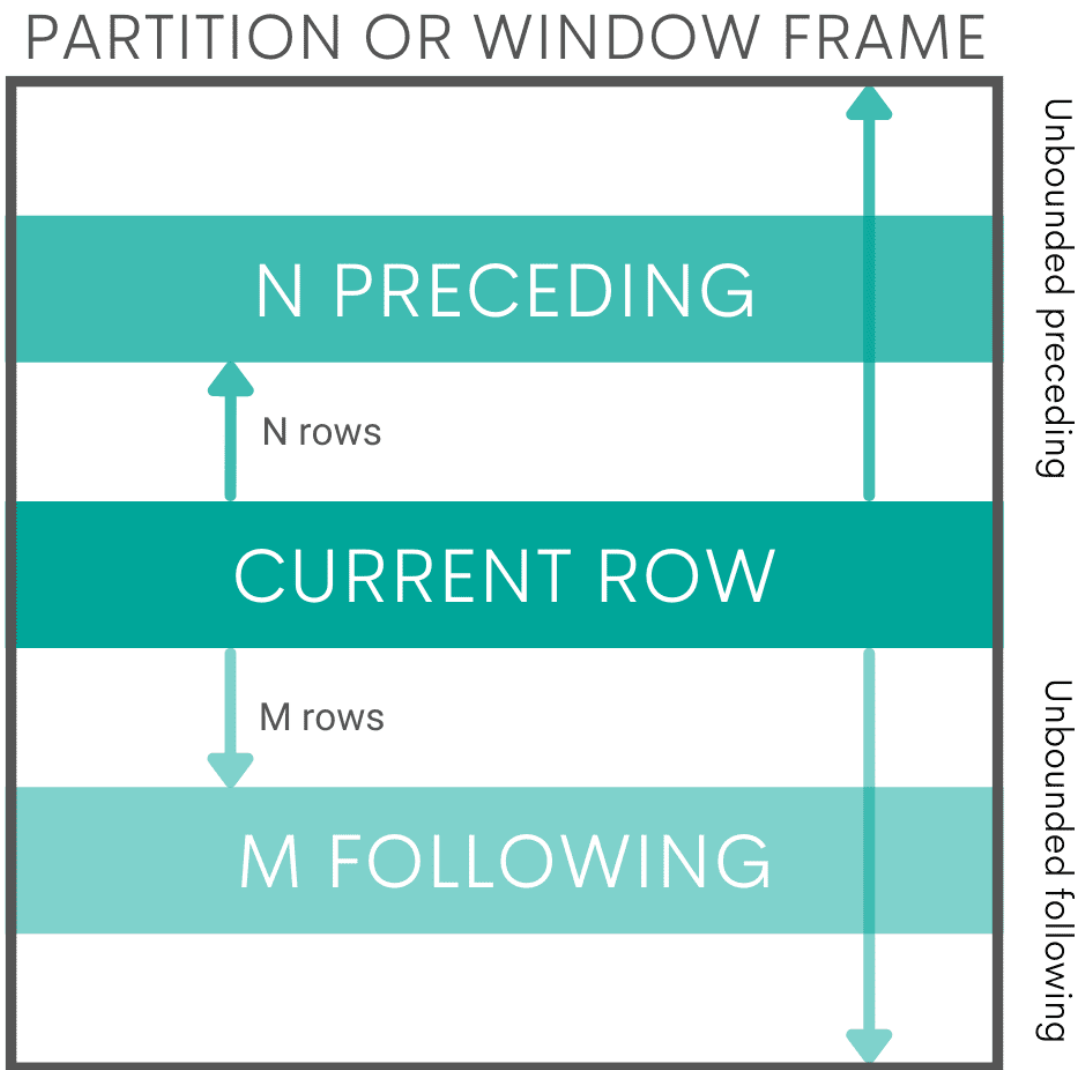 PARTITION OR WINDOW FRAME
Unbounded preceding
N PRECEDING
N rows
CURRENT ROW
M rows
M FOLLOWING
Unbounded following